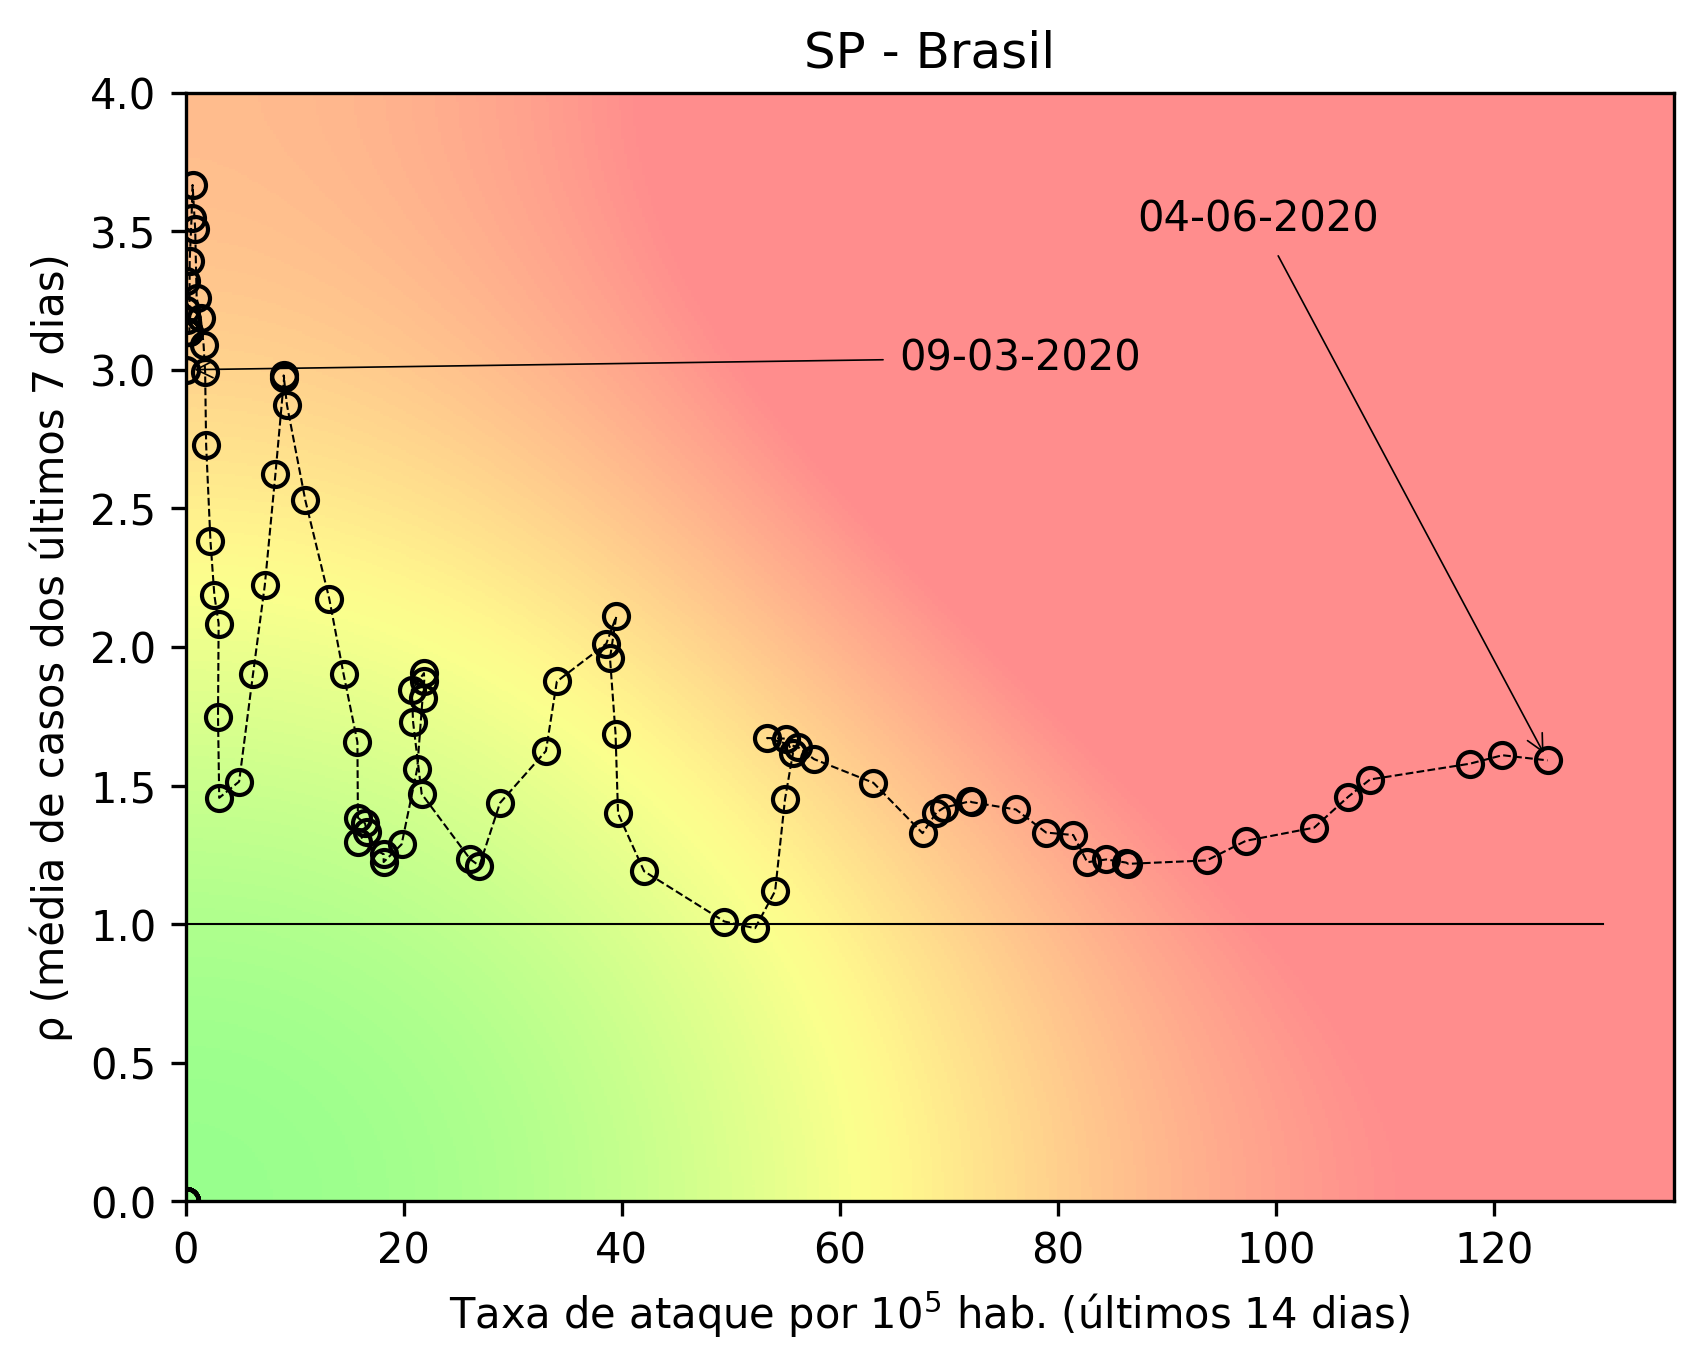 SP - Brasil
ρ (média de casos dos últimos 7 dias)
4.0
3.5
3.0
2.5
2.0
1.5
1.0
0.5
0.0
04-06-2020
09-03-2020
0 20 40 60 80 100 120
Taxa de ataque por 10⁵ hab. (últimos 14 dias)